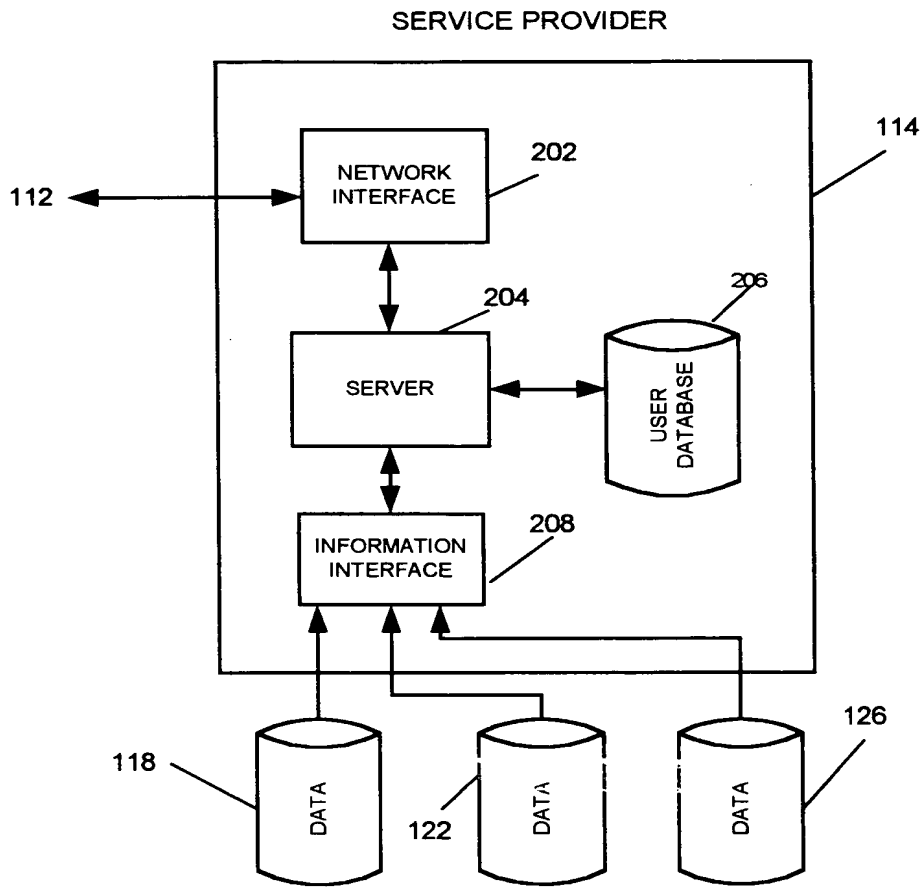 SERVICE PROVIDER
114
202
NETWORK
INTERFACE
112
204
206
SERVER
USER
DATABASE
208
INFORMATION
INTERFACE
126
118
122
DATA
DATA
DATA